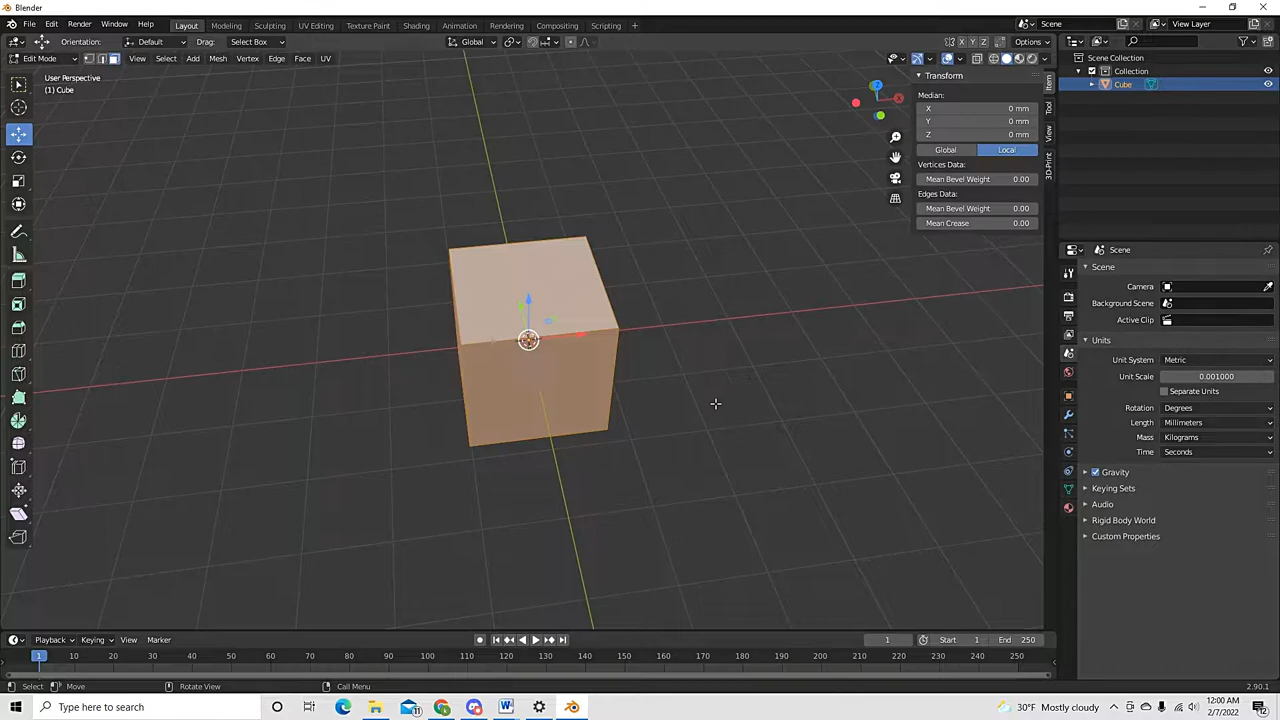 Blender
File Edit Render Window Help Layout Modeling Sculpting UV Editing Texture Paint Shading Animation Rendering Compositing Scripting + Scene View Layer
Orientation: Default Drag: Select Box Global X Y Z Options
Edit Mode View Select Add Mesh Vertex Edge Face UV
User Perspective
(1) Cube
Transform
Median:
X 0 mm
Y 0 mm
Z 0 mm
Global Local
Vertices Data:
Mean Bevel Weight 0.00
Edges Data:
Mean Bevel Weight 0.00
Mean Crease 0.00
Item
Tool
View
3D-Print
Z
X
Scene Collection
Collection
Cube
Scene
Scene
Camera
Background Scene
Active Clip
Units
Unit System Metric
Unit Scale 0.001000
Separate Units
Rotation Degrees
Length Millimeters
Mass Kilograms
Time Seconds
Gravity
Keying Sets
Audio
Rigid Body World
Custom Properties
Playback Keying View Marker 1 Start 1 End 250
1 10 20 30 40 50 60 70 80 90 100 110 120 130 140 150 160 170 180 190 200 210 220 230 240 250
Select Move Rotate View Call Menu 2.90.1
Type here to search
30°F Mostly cloudy
12:00 AM
2/7/2022